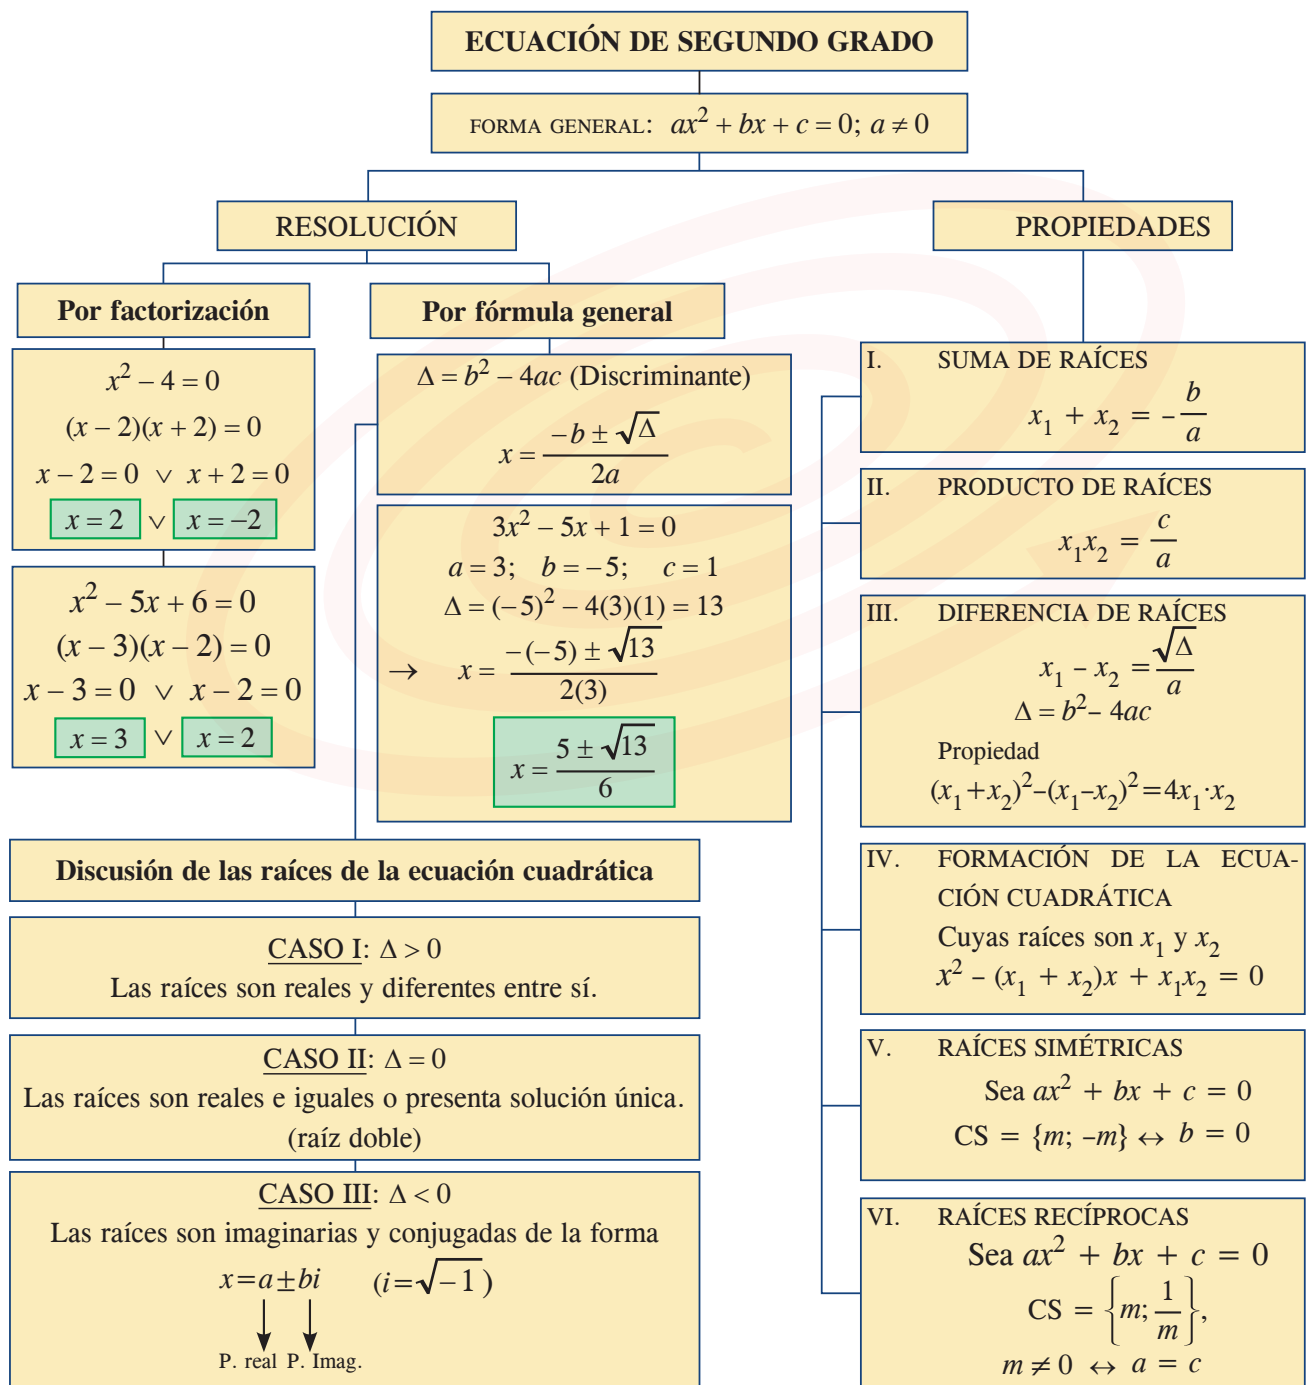 ECUACIÓN DE SEGUNDO GRADO
FORMA GENERAL: ax² + bx + c = 0; a ≠ 0
RESOLUCIÓN
Por factorización
x² – 4 = 0
(x – 2)(x + 2) = 0
x – 2 = 0 ∨ x + 2 = 0
x = 2 ∨ x = –2
x² – 5x + 6 = 0
(x – 3)(x – 2) = 0
x – 3 = 0 ∨ x – 2 = 0
x = 3 ∨ x = 2
Por fórmula general
Δ = b² – 4ac (Discriminante)
x = (–b ± √Δ)/(2a)
3x² – 5x + 1 = 0
a = 3; b = –5; c = 1
Δ = (–5)² – 4(3)(1) = 13
→ x = (–(–5) ± √13)/(2(3))
x = (5 ± √13)/6
Discusión de las raíces de la ecuación cuadrática
CASO I: Δ > 0
Las raíces son reales y diferentes entre sí.
CASO II: Δ = 0
Las raíces son reales e iguales o presenta solución única.
(raíz doble)
CASO III: Δ < 0
Las raíces son imaginarias y conjugadas de la forma
x=a±bi (i=√–1)
P. real P. Imag.
PROPIEDADES
I. SUMA DE RAÍCES
x₁ + x₂ = –b/a
II. PRODUCTO DE RAÍCES
x₁x₂ = c/a
III. DIFERENCIA DE RAÍCES
x₁ – x₂ = √Δ/a
Δ = b² – 4ac
Propiedad
(x₁+x₂)²–(x₁–x₂)²=4x₁·x₂
IV. FORMACIÓN DE LA ECUA-
CIÓN CUADRÁTICA
Cuyas raíces son x₁ y x₂
x² – (x₁ + x₂)x + x₁x₂ = 0
V. RAÍCES SIMÉTRICAS
Sea ax² + bx + c = 0
CS = {m; –m} ↔ b = 0
VI. RAÍCES RECÍPROCAS
Sea ax² + bx + c = 0
CS = {m; 1/m},
m ≠ 0 ↔ a = c